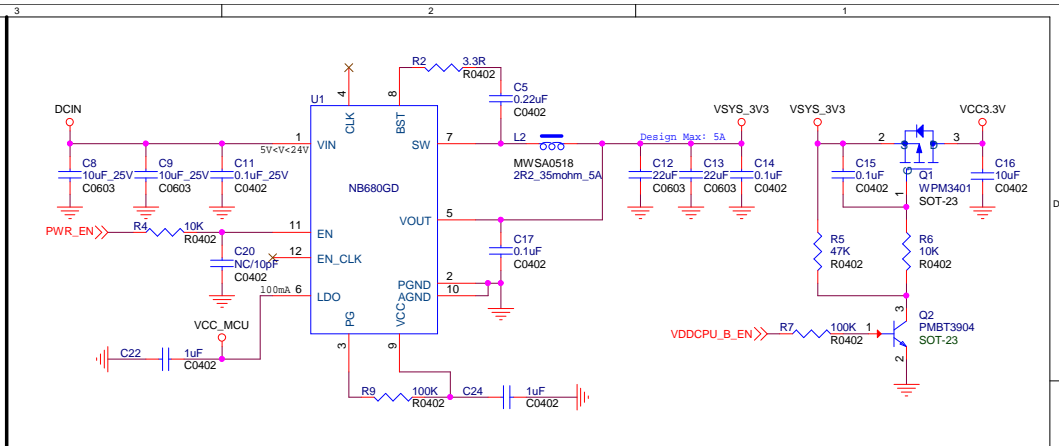 3
2
1
D
R2
3.3R
R0402
C5
0.22uF
C0402
DCIN
U1
4
8
CLK
BST
1
VIN
5V<V<24V
SW
7
L2
MWSA0518
2R2_35mohm_5A
Design Max: 5A
VSYS_3V3
VSYS_3V3
VCC3.3V
C8
10uF_25V
C0603
C9
10uF_25V
C0603
C11
0.1uF_25V
C0402
NB680GD
C12
22uF
C0603
C13
22uF
C0603
C14
0.1uF
C0402
C15
0.1uF
C0402
2
3
1
Q1
WPM3401
SOT-23
C16
10uF
C0402
PWR_EN
R4
10K
R0402
11
EN
VOUT
5
C20
NC/10pF
C0402
12
EN_CLK
C17
0.1uF
C0402
R5
47K
R0402
R6
10K
R0402
100mA
6
LDO
PGND
2
AGND
10
PG
VCC
3
9
VCC_MCU
C22
1uF
C0402
R9
100K
R0402
C24
1uF
C0402
VDDCPU_B_EN
R7
100K
R0402
1
3
2
Q2
PMBT3904
SOT-23